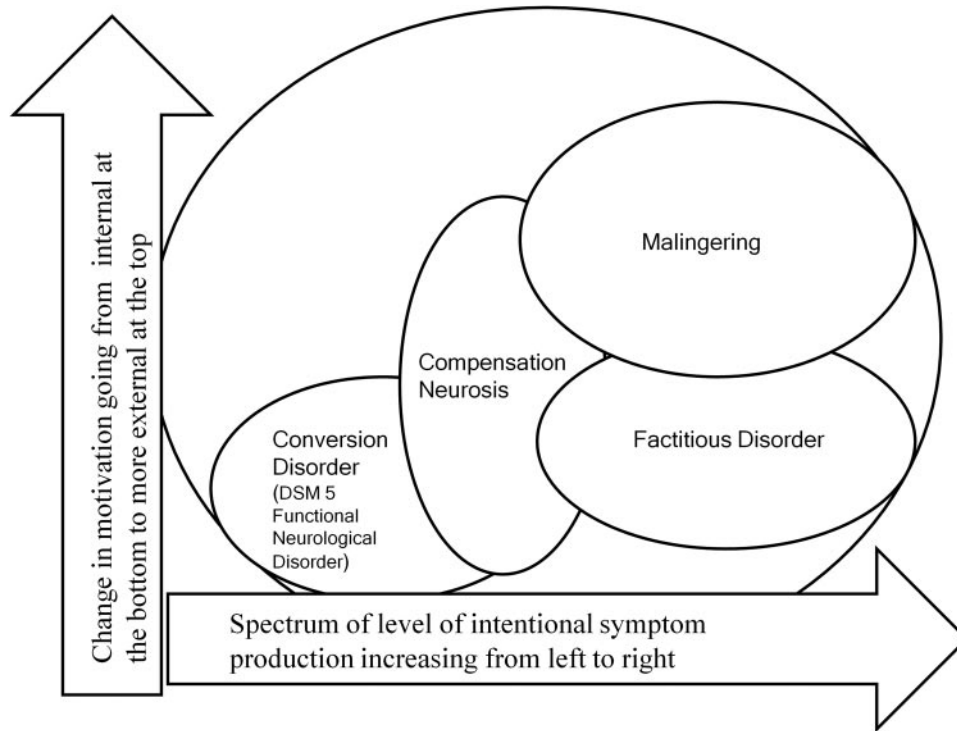 Change in motivation going from internal at
the bottom to more external at the top
Malingering
Compensation
Neurosis
Conversion
Disorder
(DSM 5
Functional
Neurological
Disorder)
Factitious Disorder
Spectrum of level of intentional symptom
production increasing from left to right